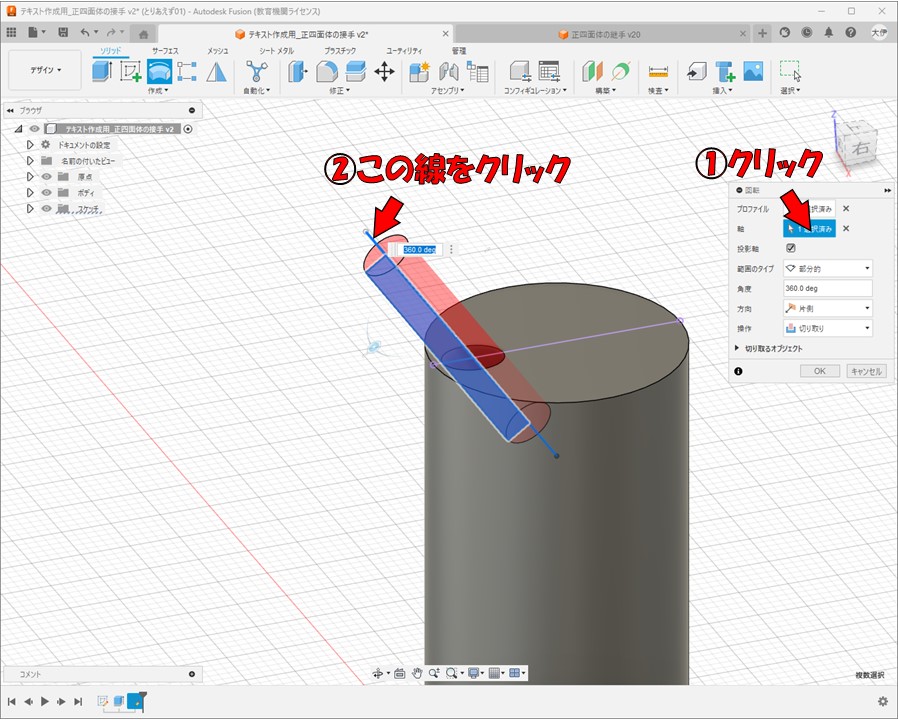 テキスト作成用_正四面体の接手 v2* (とりあえず01) - Autodesk Fusion (教育機関ライセンス)
テキスト作成用_正四面体の接手 v2*
正四面体の継手 v20
大伊
デザイン
ソリッド
サーフェス
メッシュ
シート メタル
プラスチック
ユーティリティ
管理
作成
自動化
修正
アセンブリ
コンフィギュレーション
構築
検査
挿入
選択
ブラウザ
テキスト作成用_正四面体の接手 v2
ドキュメントの設定
名前の付いたビュー
原点
ボディ
スケッチ
②この線をクリック
①クリック
360.0 deg
Z
右
X
回転
プロファイル
択済み
軸
択済み
投影軸
範囲のタイプ
部分的
角度
360.0 deg
方向
片側
操作
切り取り
切り取るオブジェクト
OK
キャンセル
コメント
複数選択